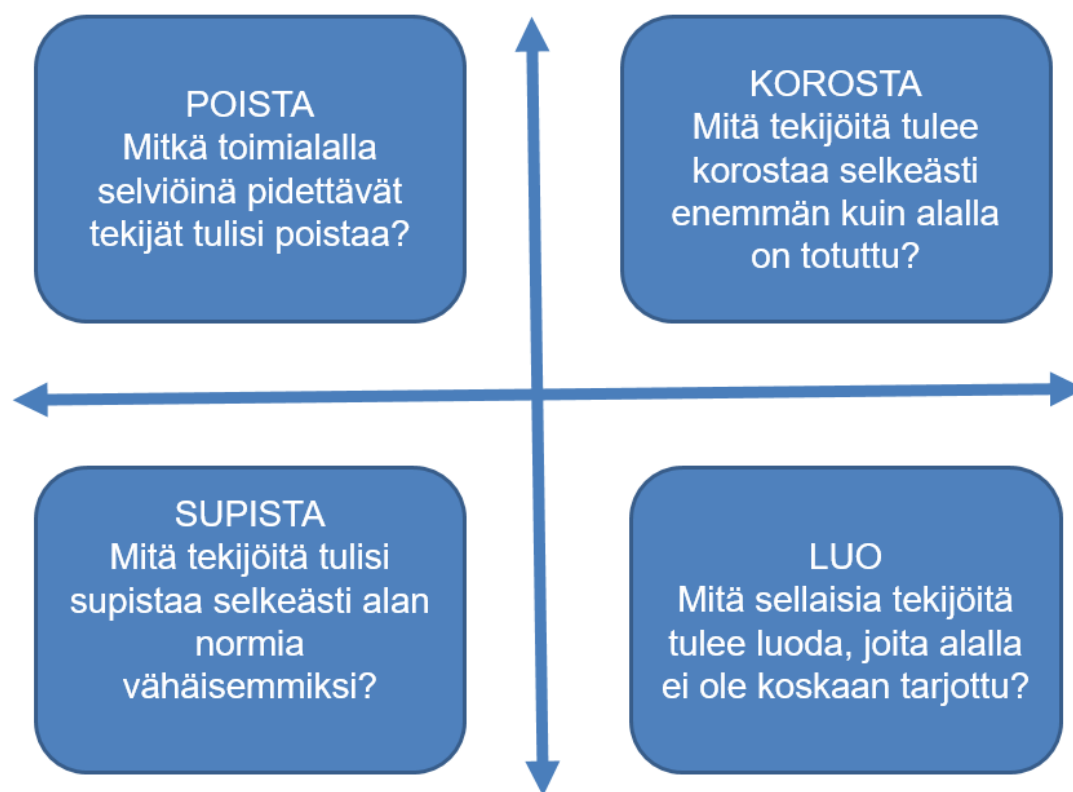 POISTA
Mitkä toimialalla
selviöinä pidettävät
tekijät tulisi poistaa?
KOROSTA
Mitä tekijöitä tulee
korostaa selkeästi
enemmän kuin alalla
on totuttu?
SUPISTA
Mitä tekijöitä tulisi
supistaa selkeästi alan
normia
vähäisemmiksi?
LUO
Mitä sellaisia tekijöitä
tulee luoda, joita alalla
ei ole koskaan tarjottu?